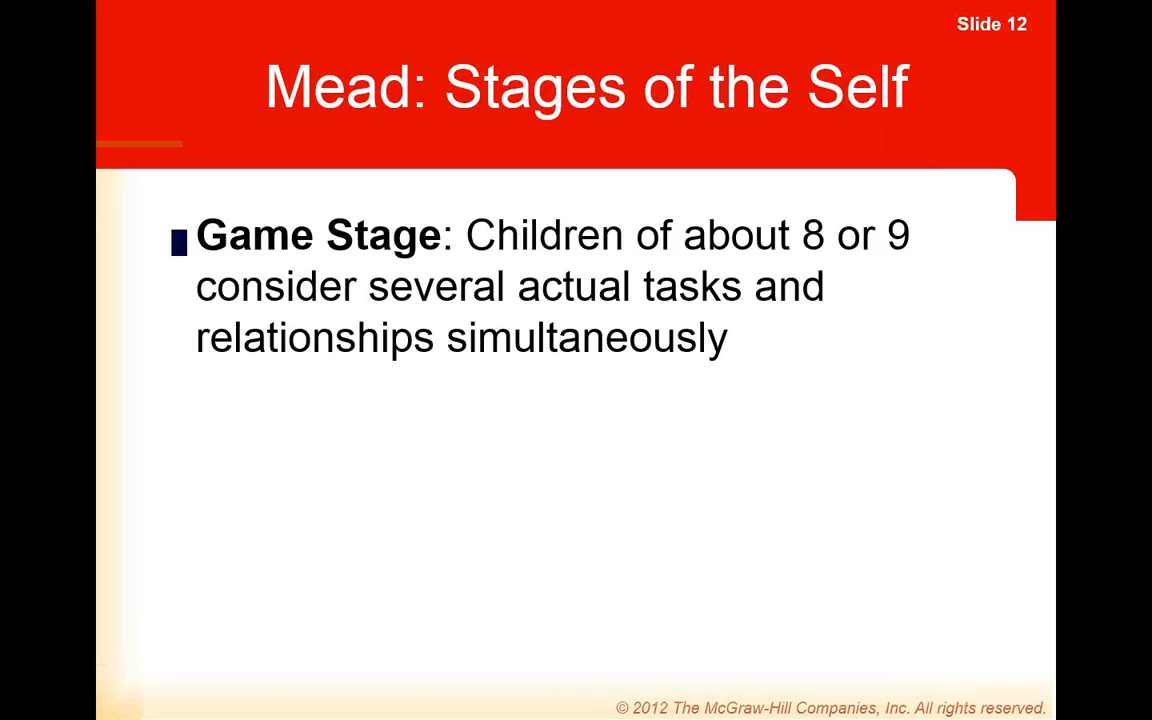 Slide 12
Mead: Stages of the Self
Game Stage: Children of about 8 or 9
consider several actual tasks and
relationships simultaneously
© 2012 The McGraw-Hill Companies, Inc. All rights reserved.